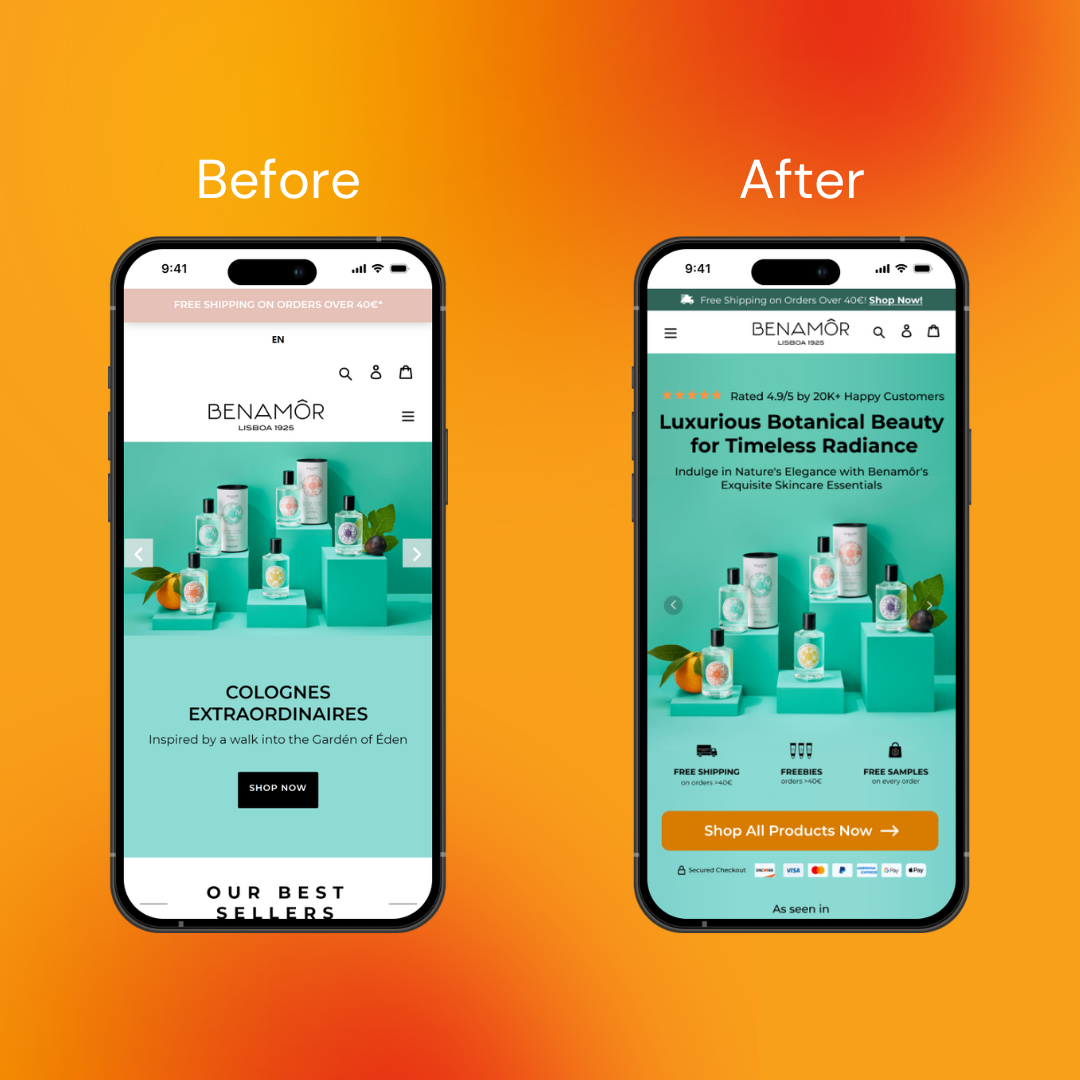 Before
After
9:41
FREE SHIPPING ON ORDERS OVER 40€*
EN
BENAMÔR
LISBOA 1925
COLOGNES
EXTRAORDINAIRES
Inspired by a walk into the Gardén of Éden
SHOP NOW
OUR BEST
SELLERS
9:41
Free Shipping on Orders Over 40€! Shop Now!
BENAMÔR
LISBOA 1925
Rated 4.9/5 by 20K+ Happy Customers
Luxurious Botanical Beauty
for Timeless Radiance
Indulge in Nature's Elegance with Benamôr's
Exquisite Skincare Essentials
FREE SHIPPING
on orders >40€
FREEBIES
orders >40€
FREE SAMPLES
on every order
Shop All Products Now
Secured Checkout
DISCOVER
VISA
AMERICAN EXPRESS
G Pay
Pay
As seen in